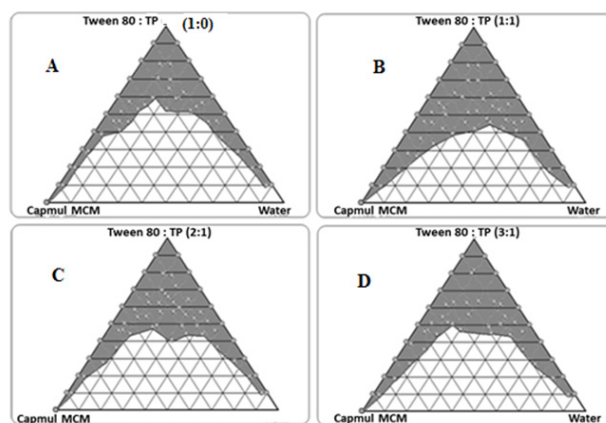 Tween 80 : TP (1:0)
A
Capmul MCM Water
Tween 80 : TP (1:1)
B
Capmul MCM Water
Tween 80 : TP (2:1)
C
Capmul MCM
Tween 80 : TP (3:1)
D
Capmul MCM Water